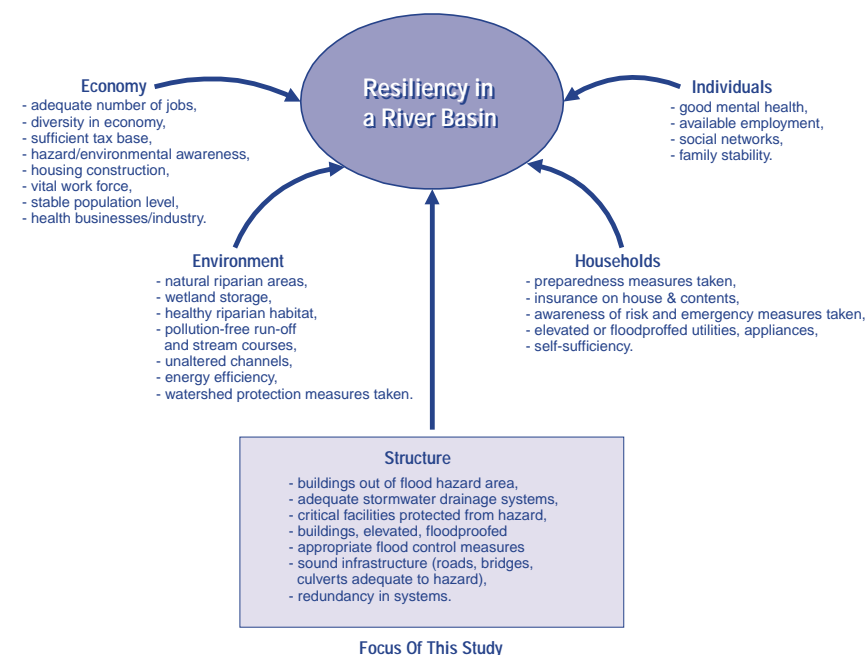 Resiliency in
a River Basin
Economy
- adequate number of jobs,
- diversity in economy,
- sufficient tax base,
- hazard/environmental awareness,
- housing construction,
- vital work force,
- stable population level,
- health businesses/industry.
Individuals
- good mental health,
- available employment,
- social networks,
- family stability.
Environment
- natural riparian areas,
- wetland storage,
- healthy riparian habitat,
- pollution-free run-off
and stream courses,
- unaltered channels,
- energy efficiency,
- watershed protection measures taken.
Households
- preparedness measures taken,
- insurance on house & contents,
- awareness of risk and emergency measures taken,
- elevated or floodproffed utilities, appliances,
- self-sufficiency.
Structure
- buildings out of flood hazard area,
- adequate stormwater drainage systems,
- critical facilities protected from hazard,
- buildings, elevated, floodproofed
- appropriate flood control measures
- sound infrastructure (roads, bridges,
culverts adequate to hazard),
- redundancy in systems.
Focus Of This Study